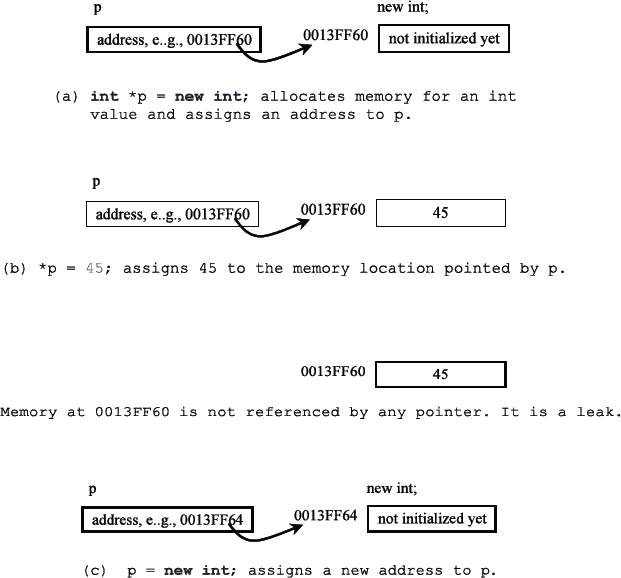 p new int;
address, e..g., 0013FF60 0013FF60 not initialized yet
(a) int *p = new int; allocates memory for an int
value and assigns an address to p.
p
address, e..g., 0013FF60 0013FF60 45
(b) *p = 45; assigns 45 to the memory location pointed by p.
0013FF60 45
Memory at 0013FF60 is not referenced by any pointer. It is a leak.
p new int;
address, e..g., 0013FF64 0013FF64 not initialized yet
(c) p = new int; assigns a new address to p.